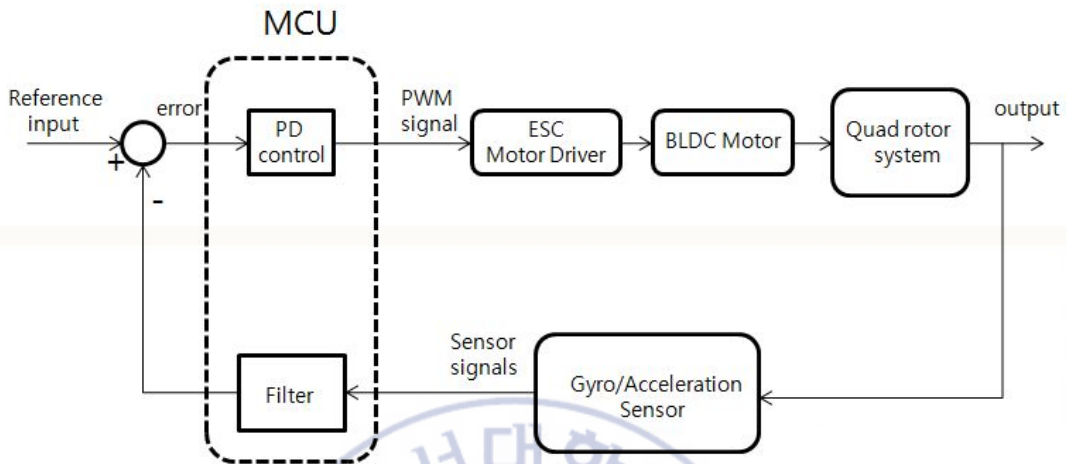 MCU
Reference
input
error
+
-
PD
control
PWM
signal
ESC
Motor Driver
BLDC Motor
Quad rotor
system
output
Filter
Sensor
signals
Gyro/Acceleration
Sensor